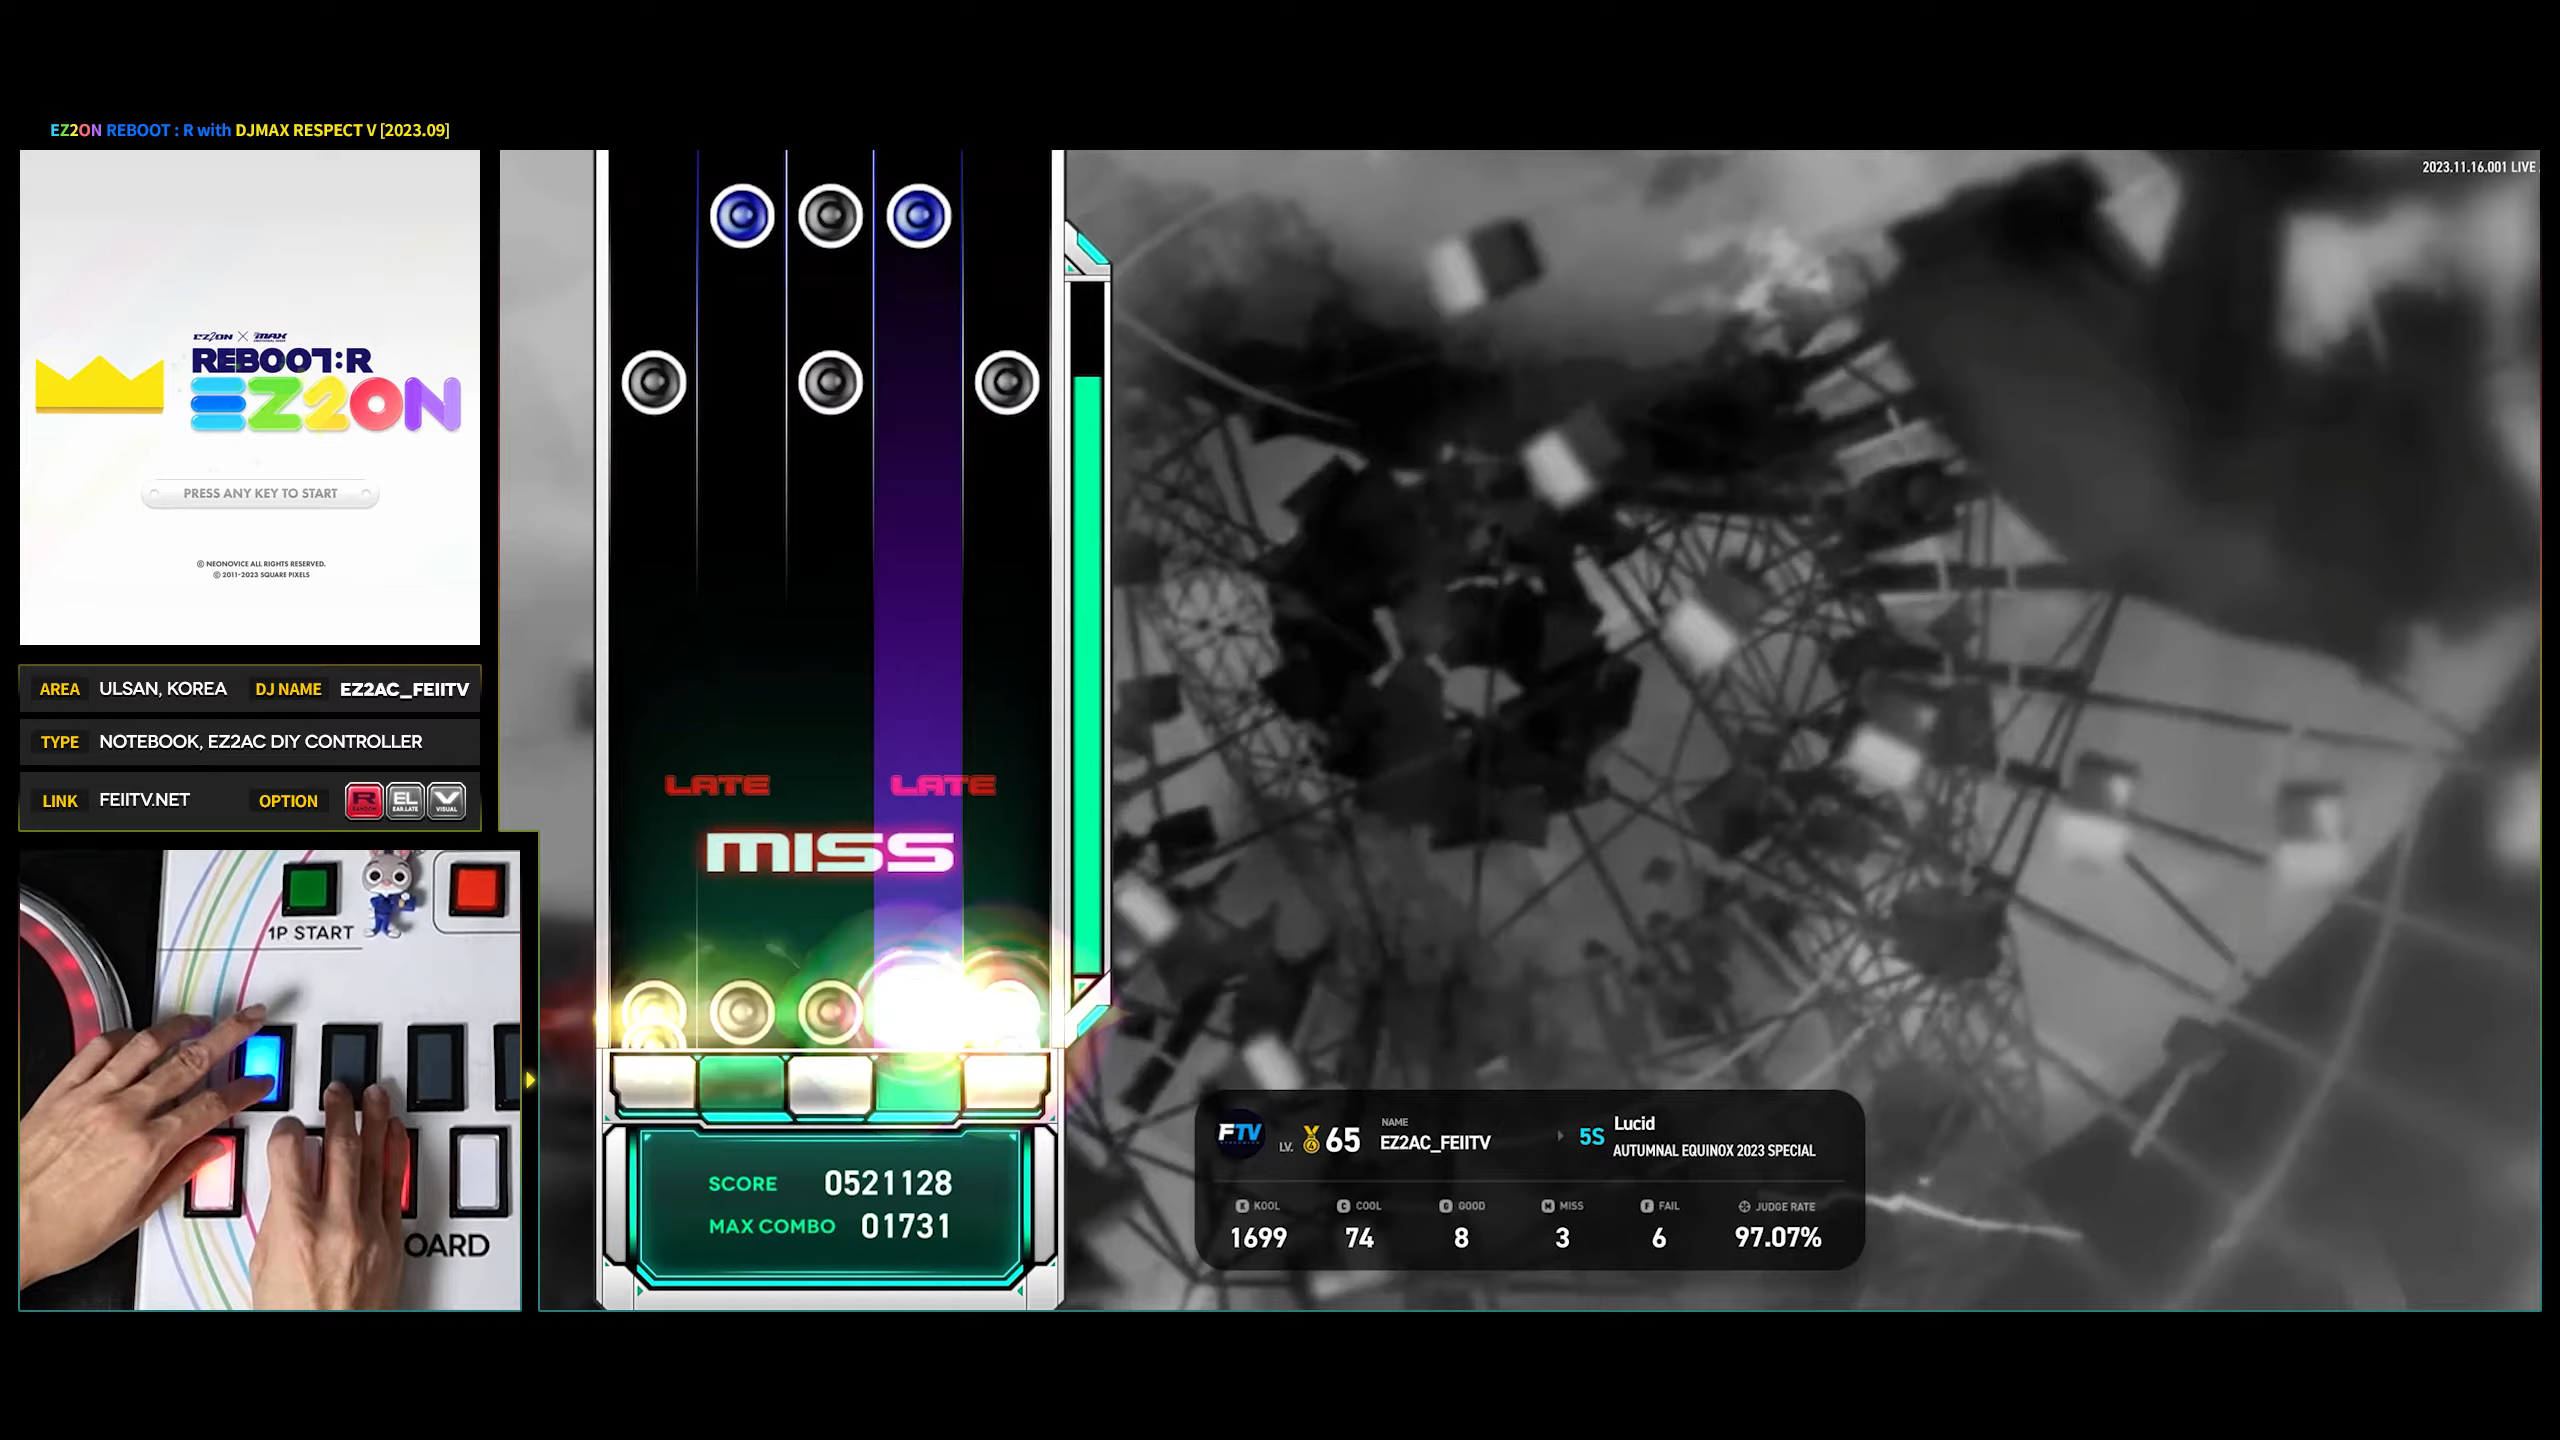 EZ2ON REBOOT : R with DJMAX RESPECT V [2023.09]
2023.11.16.001 LIVE
EZ2ON X DJMAX
REBOOT:R
EZ2ON
PRESS ANY KEY TO START
© NEONOVICE ALL RIGHTS RESERVED.
© 2011-2023 SQUARE PIXELS
AREA ULSAN, KOREA DJ NAME EZ2AC_FEIITV
TYPE NOTEBOOK, EZ2AC DIY CONTROLLER
LINK FEIITV.NET OPTION R RANDOM EL EAR.LATE V VISUAL
LATE LATE
MISS
1P START
OARD
SCORE 0521128
MAX COMBO 01731
FTV LV. 65 NAME EZ2AC_FEIITV 5S Lucid
AUTUMNAL EQUINOX 2023 SPECIAL
K KOOL C COOL G GOOD M MISS F FAIL JUDGE RATE
1699 74 8 3 6 97.07%